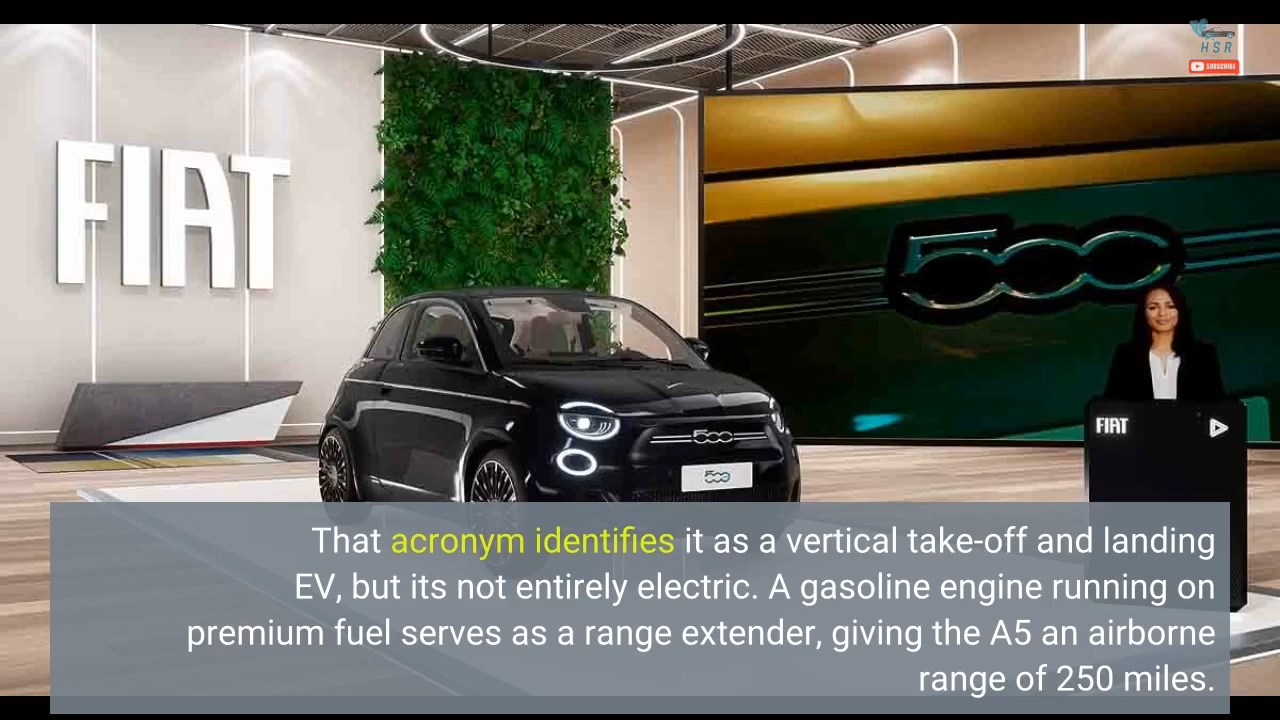 HSR
SUBSCRIBE
FIAT
500
FIAT
500
500
That acronym identifies it as a vertical take-off and landing
EV, but its not entirely electric. A gasoline engine running on
premium fuel serves as a range extender, giving the A5 an airborne
range of 250 miles.